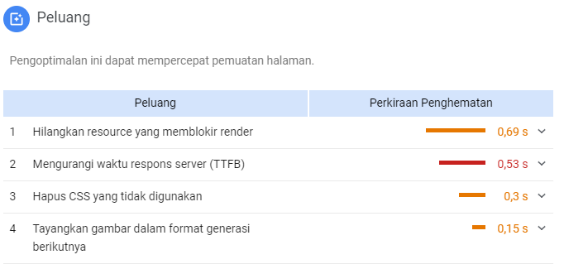 Peluang
Pengoptimalan ini dapat mempercepat pemuatan halaman.
Peluang Perkiraan Penghematan
1 Hilangkan resource yang memblokir render 0,69 s
2 Mengurangi waktu respons server (TTFB) 0,53 s
3 Hapus CSS yang tidak digunakan 0,3 s
4 Tayangkan gambar dalam format generasi 0,15 s
berikutnya